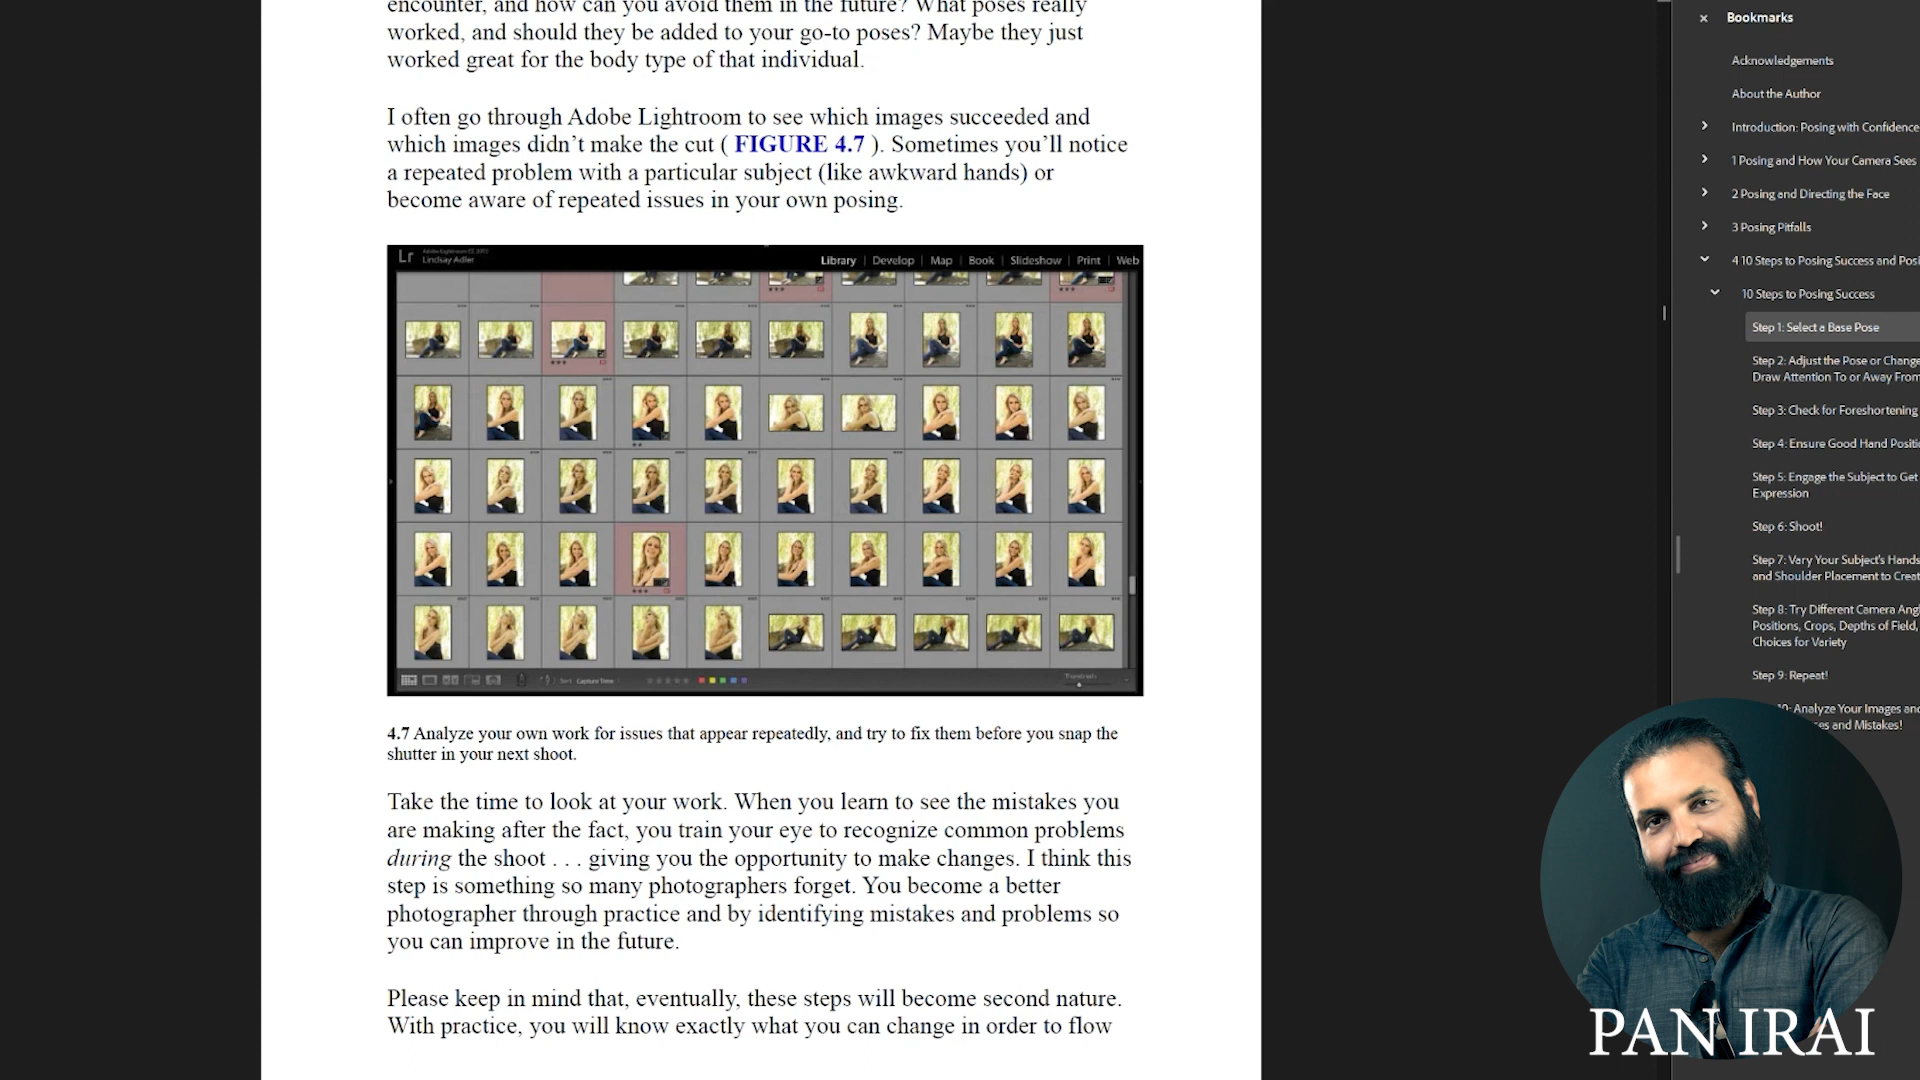 encounter, and how can you avoid them in the future? What poses really
worked, and should they be added to your go-to poses? Maybe they just
worked great for the body type of that individual.
I often go through Adobe Lightroom to see which images succeeded and
which images didn’t make the cut ( FIGURE 4.7 ). Sometimes you’ll notice
a repeated problem with a particular subject (like awkward hands) or
become aware of repeated issues in your own posing.
Lr
Lindsay Adler
Library | Develop | Map | Book | Slideshow | Print | Web
Sort: Capture Time
Thumbnails
4.7 Analyze your own work for issues that appear repeatedly, and try to fix them before you snap the
shutter in your next shoot.
Take the time to look at your work. When you learn to see the mistakes you
are making after the fact, you train your eye to recognize common problems
during the shoot . . . giving you the opportunity to make changes. I think this
step is something so many photographers forget. You become a better
photographer through practice and by identifying mistakes and problems so
you can improve in the future.
Please keep in mind that, eventually, these steps will become second nature.
With practice, you will know exactly what you can change in order to flow
Bookmarks
Acknowledgements
About the Author
Introduction: Posing with Confidence
1 Posing and How Your Camera Sees
2 Posing and Directing the Face
3 Posing Pitfalls
4 10 Steps to Posing Success and Posi
10 Steps to Posing Success
Step 1: Select a Base Pose
Step 2: Adjust the Pose or Change
Draw Attention To or Away From
Step 3: Check for Foreshortening
Step 4: Ensure Good Hand Positi
Step 5: Engage the Subject to Get
Expression
Step 6: Shoot!
Step 7: Vary Your Subject's Hands
and Shoulder Placement to Creat
Step 8: Try Different Camera Angl
Positions, Crops, Depths of Field,
Choices for Variety
Step 9: Repeat!
10: Analyze Your Images and
es and Mistakes!
PAN IRAI